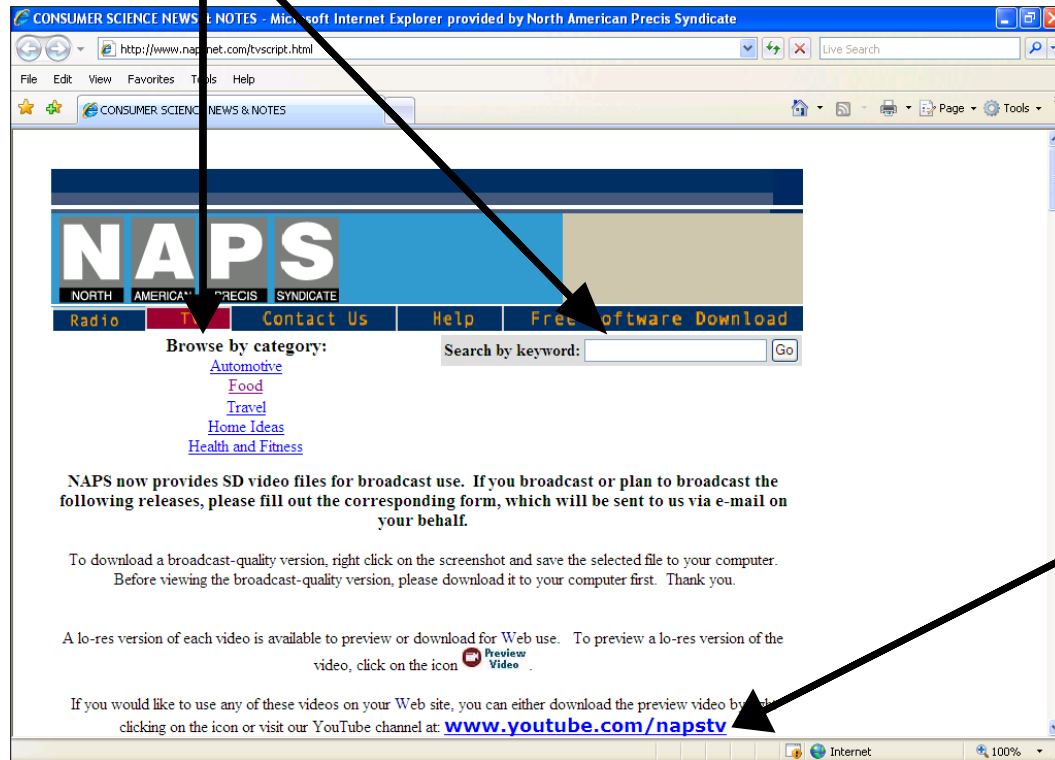 CONSUMER SCIENCE NEWS & NOTES - Microsoft Internet Explorer provided by North American Precis Syndicate
http://www.napsnet.com/tvscript.html
Live Search
File Edit View Favorites Tools Help
CONSUMER SCIENCE NEWS & NOTES
Page Tools
NAPS
NORTH AMERICAN PRECIS SYNDICATE
Radio TV Contact Us Help Free Software Download
Browse by category:
Search by keyword: Go
Automotive
Food
Travel
Home Ideas
Health and Fitness
NAPS now provides SD video files for broadcast use. If you broadcast or plan to broadcast the
following releases, please fill out the corresponding form, which will be sent to us via e-mail on
your behalf.
To download a broadcast-quality version, right click on the screenshot and save the selected file to your computer.
Before viewing the broadcast-quality version, please download it to your computer first. Thank you.
A lo-res version of each video is available to preview or download for Web use. To preview a lo-res version of the
video, click on the icon Preview Video .
If you would like to use any of these videos on your Web site, you can either download the preview video by right
clicking on the icon or visit our YouTube channel at: www.youtube.com/napstv
Internet 100%